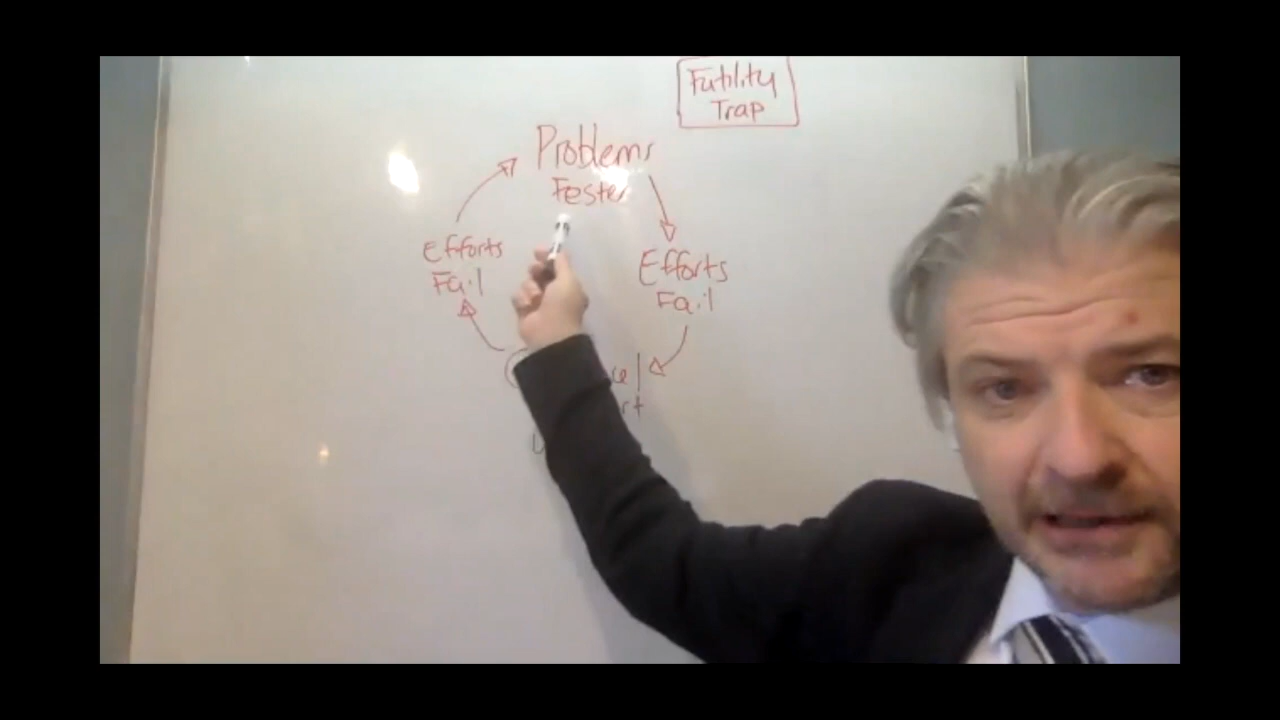 Futility
Trap
Problems
Fester
Efforts
Fail
Efforts
Fail